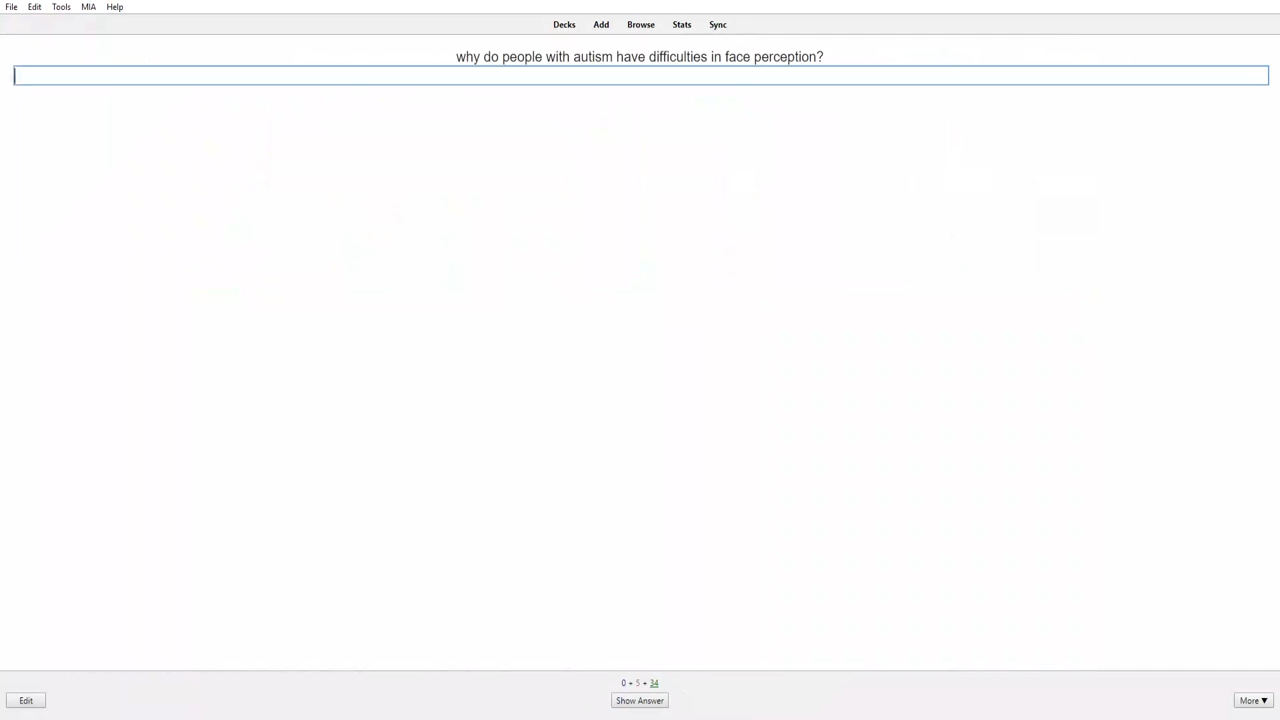 File Edit Tools MIA Help
Decks Add Browse Stats Sync
why do people with autism have difficulties in face perception?
0 + 5 + 34
Edit Show Answer More ▼